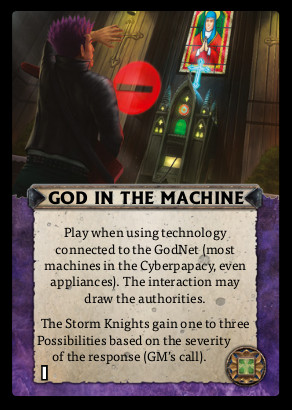 GOD IN THE MACHINE
Play when using technology
connected to the GodNet (most
machines in the Cyberpapacy, even
appliances). The interaction may
draw the authorities.
The Storm Knights gain one to three
Possibilities based on the severity
of the response (GM's call).